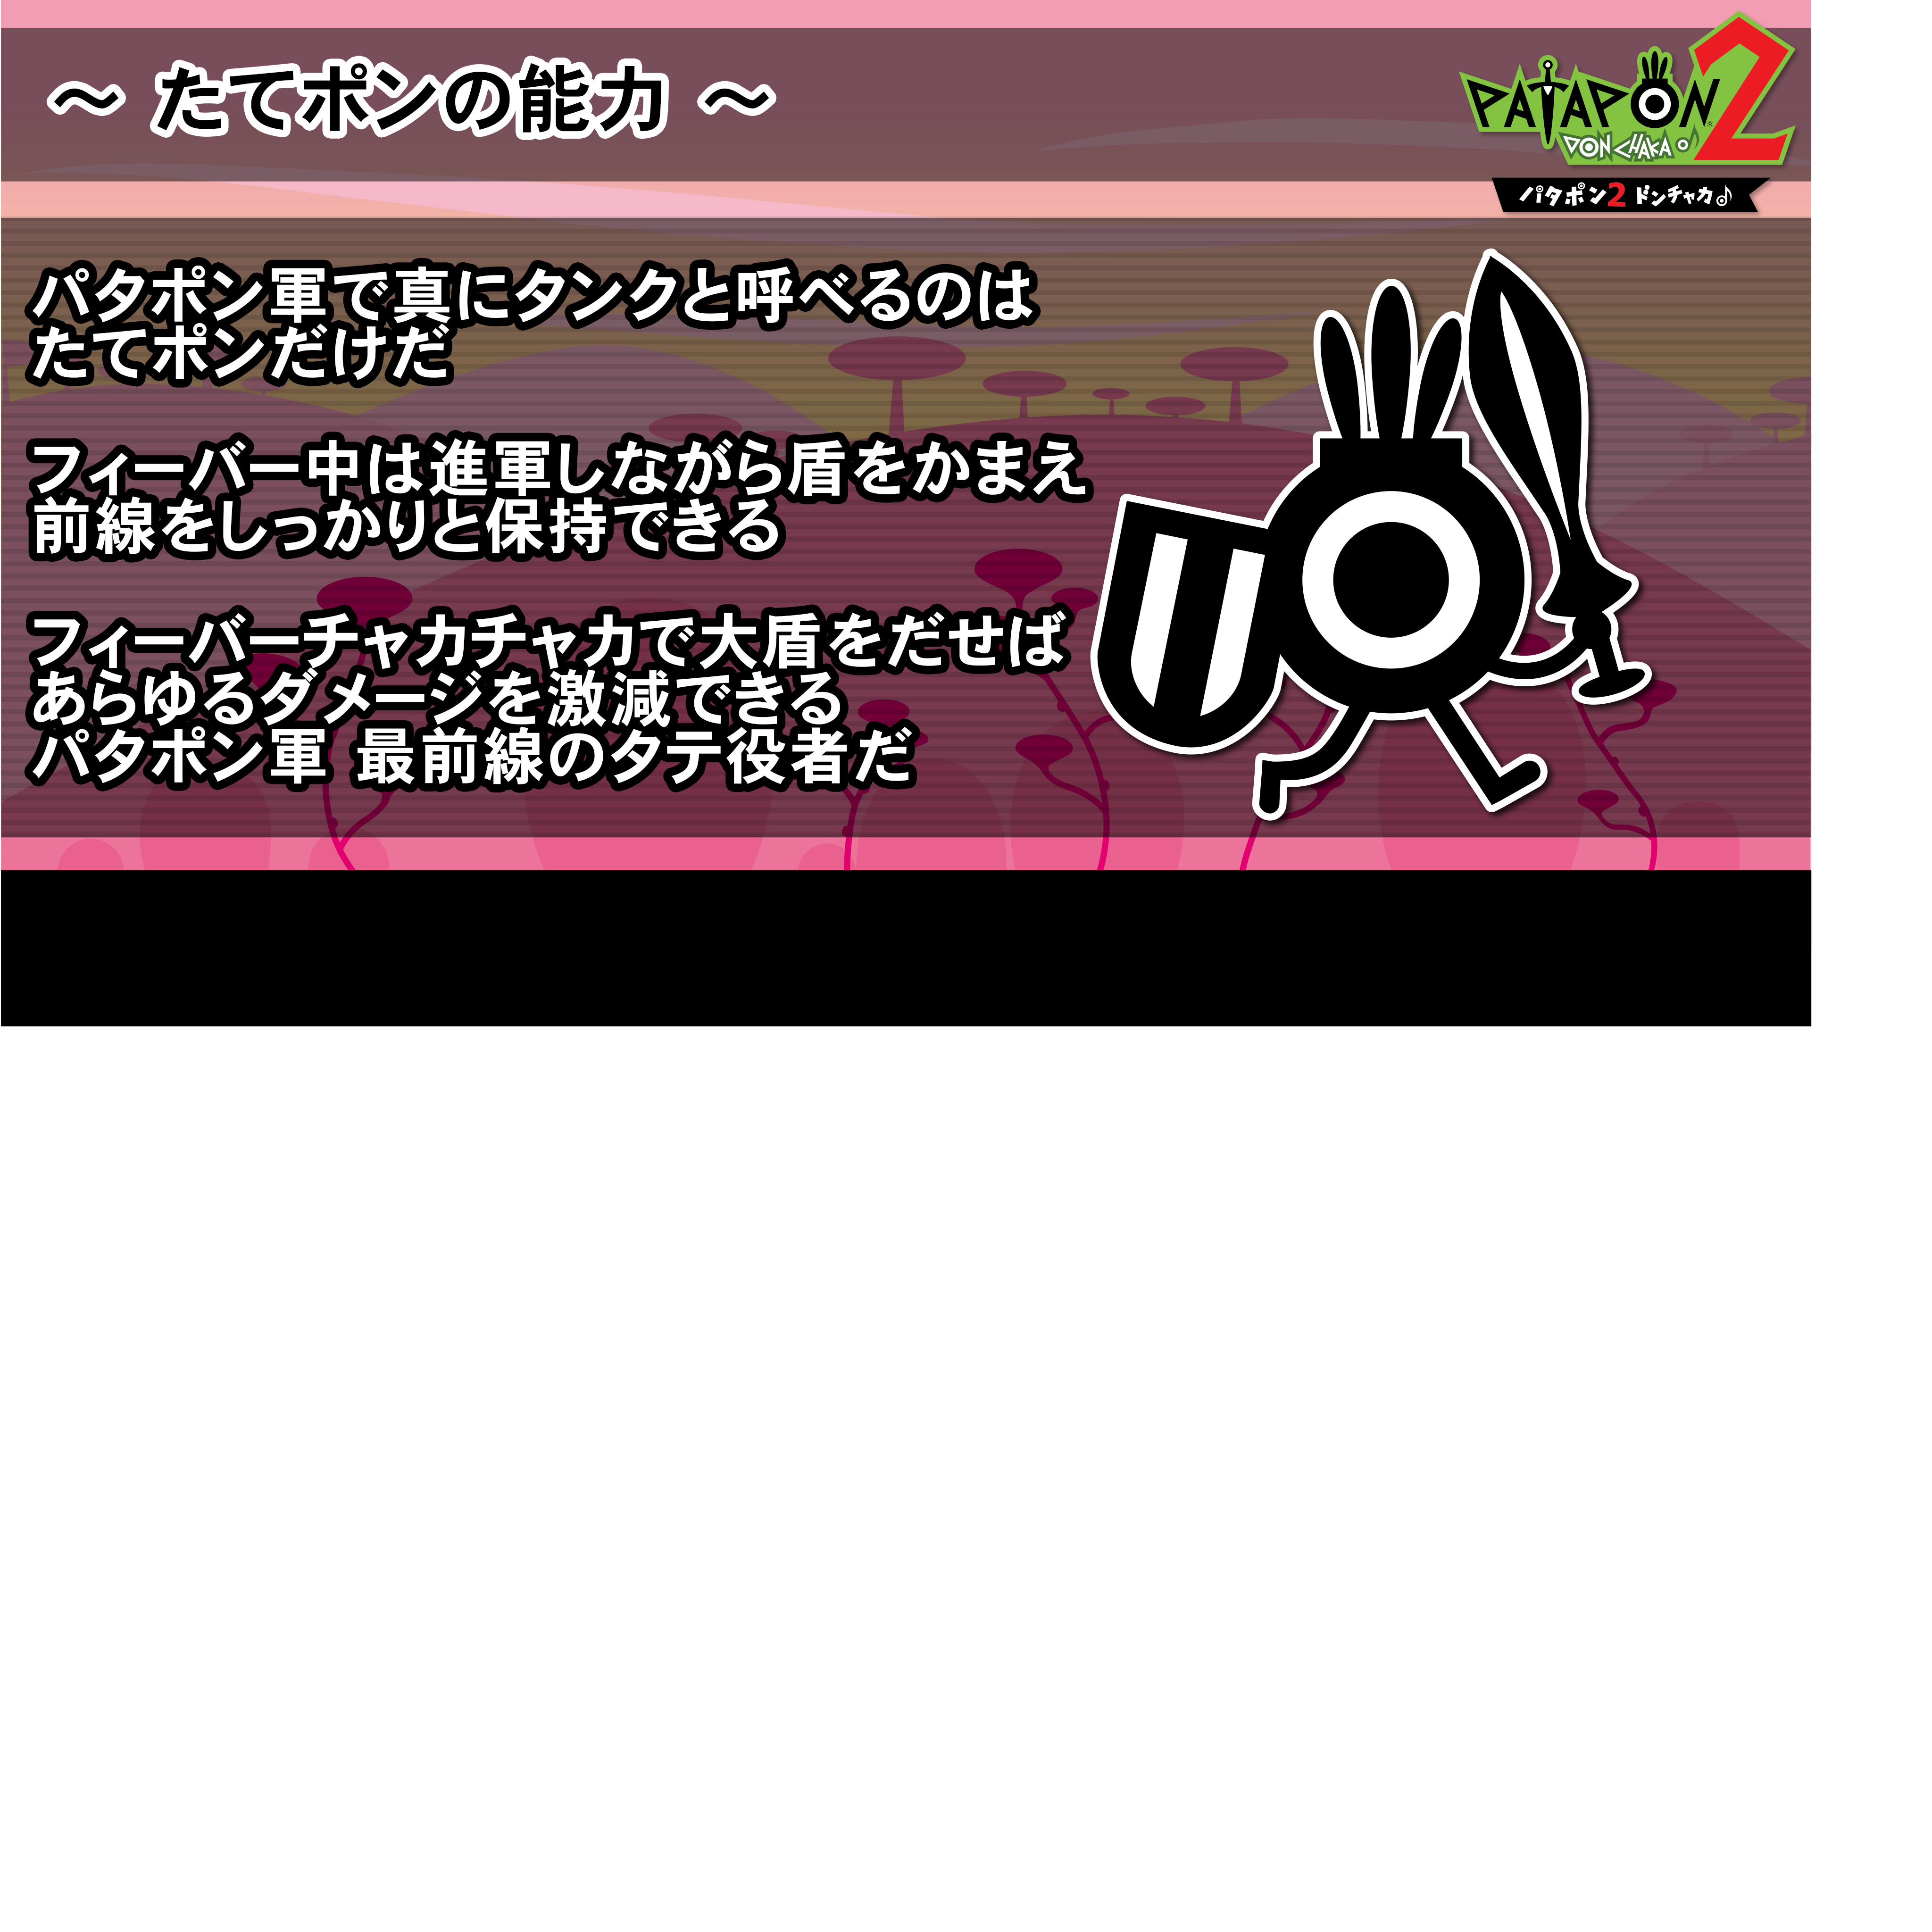 ～ たてポンの能力 ～
PATAPON®2
DON CHAKA♪
パタポン2 ドンチャカ♪
パタポン軍で真にタンクと呼べるのは
たてポンだけだ
フィーバー中は進軍しながら盾をかまえ
前線をしっかりと保持できる
フィーバーチャカチャカで大盾をだせば
あらゆるダメージを激減できる
パタポン軍 最前線のタテ役者だ